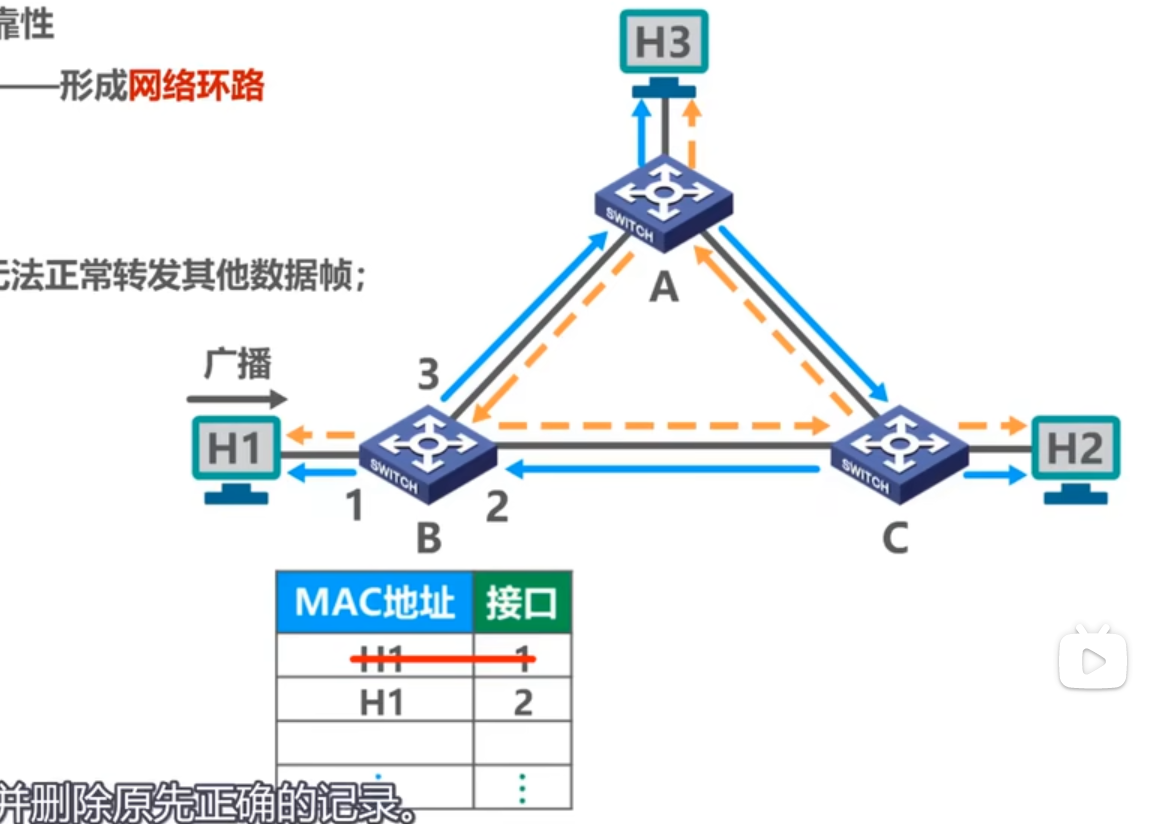 靠性
——形成网络环路
H3
SWITCH
A
无法正常转发其他数据帧；
广播
3
H1
SWITCH
SWITCH
H2
1
2
B
C
MAC地址 接口
H1 1
H1 2
⋮ ⋮
并删除原先正确的记录。